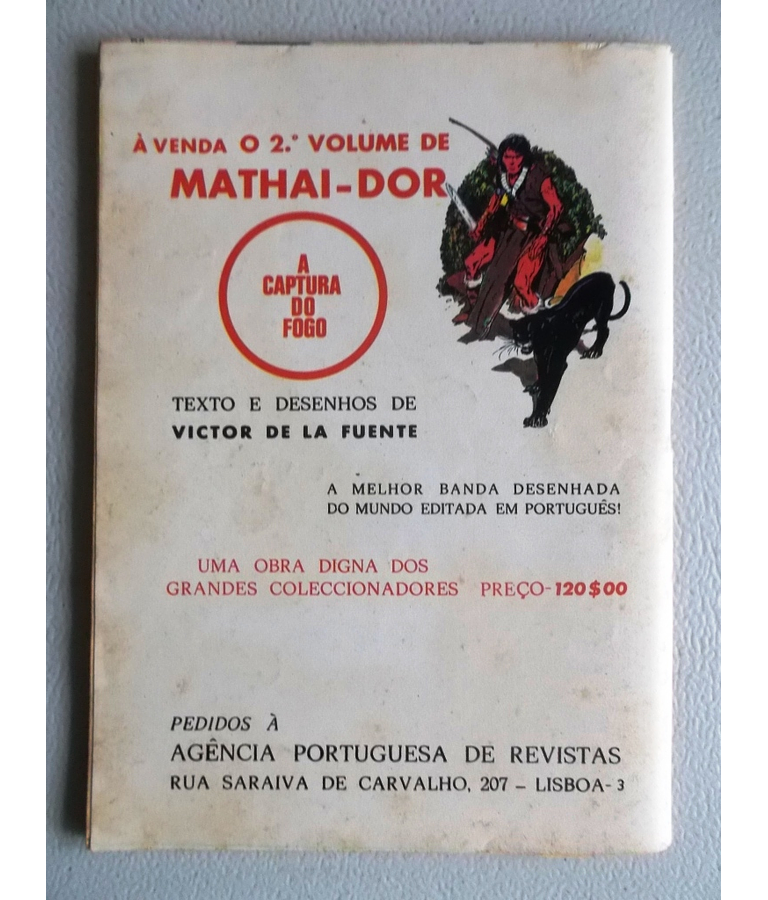 À VENDA O 2.º VOLUME DE
MATHAI-DOR
A
CAPTURA
DO
FOGO
TEXTO E DESENHOS DE
VICTOR DE LA FUENTE
A MELHOR BANDA DESENHADA
DO MUNDO EDITADA EM PORTUGUÊS!
UMA OBRA DIGNA DOS
GRANDES COLECCIONADORES PREÇO-120$00
PEDIDOS À
AGÊNCIA PORTUGUESA DE REVISTAS
RUA SARAIVA DE CARVALHO, 207 – LISBOA-3